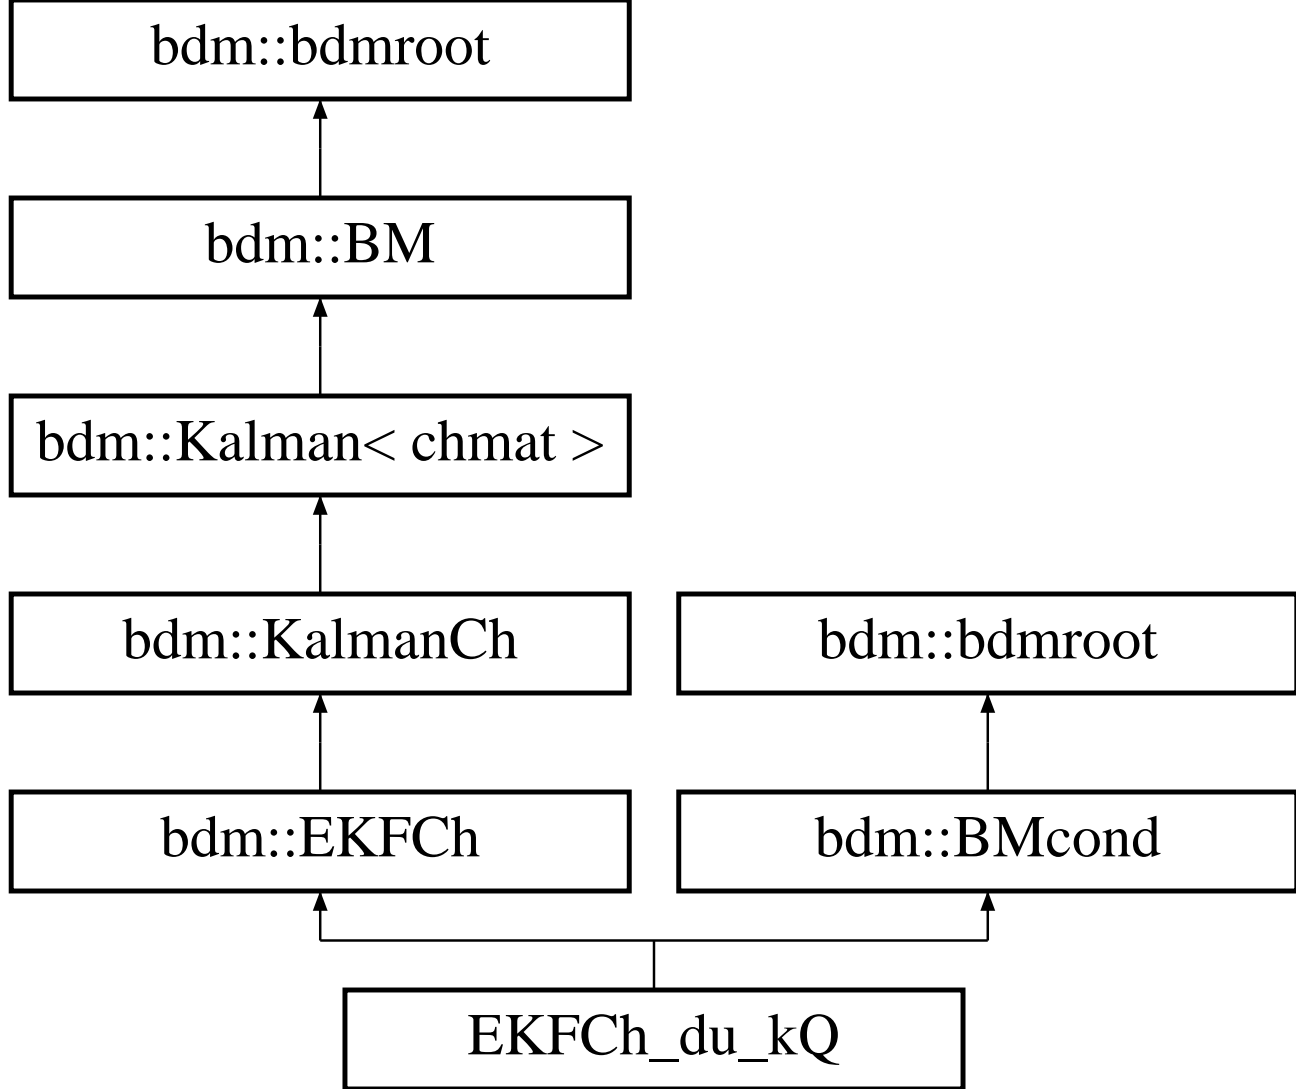 bdm::bdmroot
bdm::BM
bdm::Kalman< chmat >
bdm::KalmanCh
bdm::bdmroot
bdm::EKFCh
bdm::BMcond
EKFCh_du_kQ